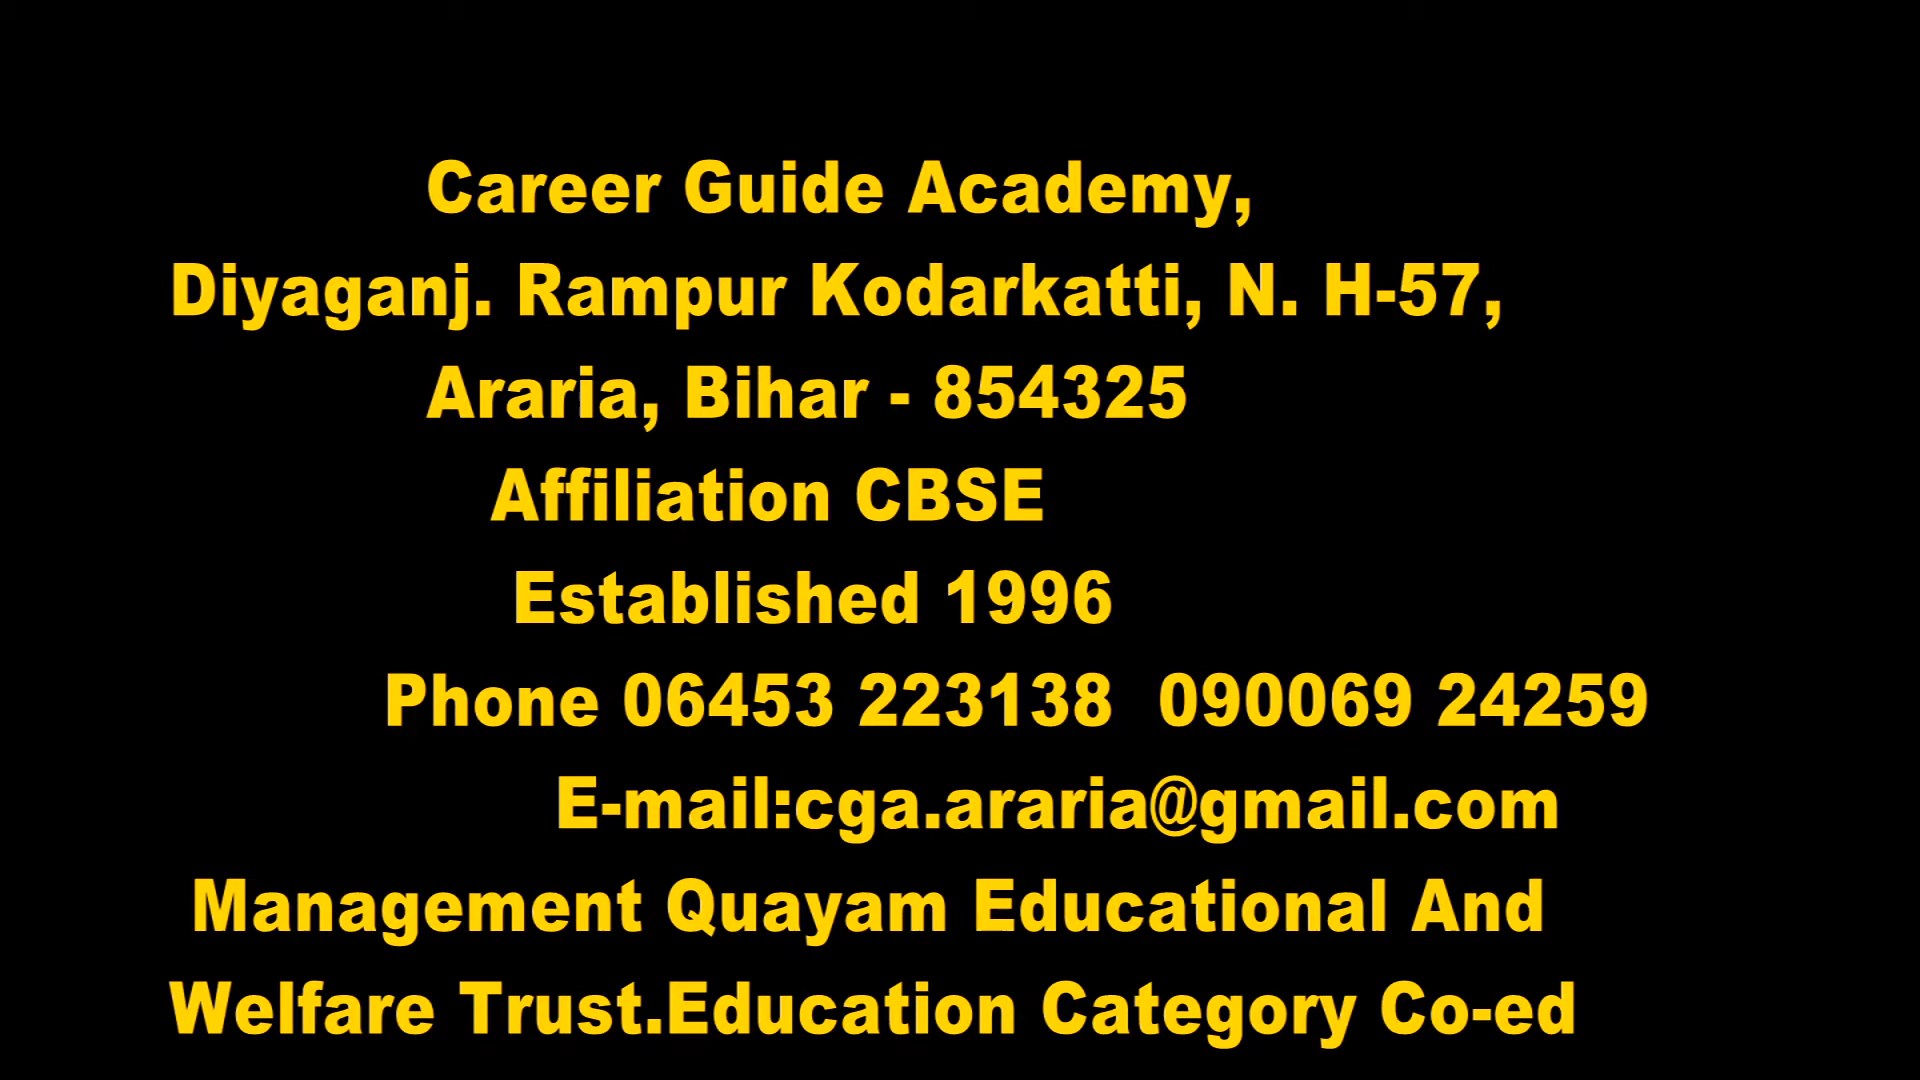 Career Guide Academy,
Diyaganj. Rampur Kodarkatti, N. H-57,
Araria, Bihar - 854325
Affiliation CBSE
Established 1996
Phone 06453 223138  090069 24259
E-mail:cga.araria@gmail.com
Management Quayam Educational And
Welfare Trust.Education Category Co-ed